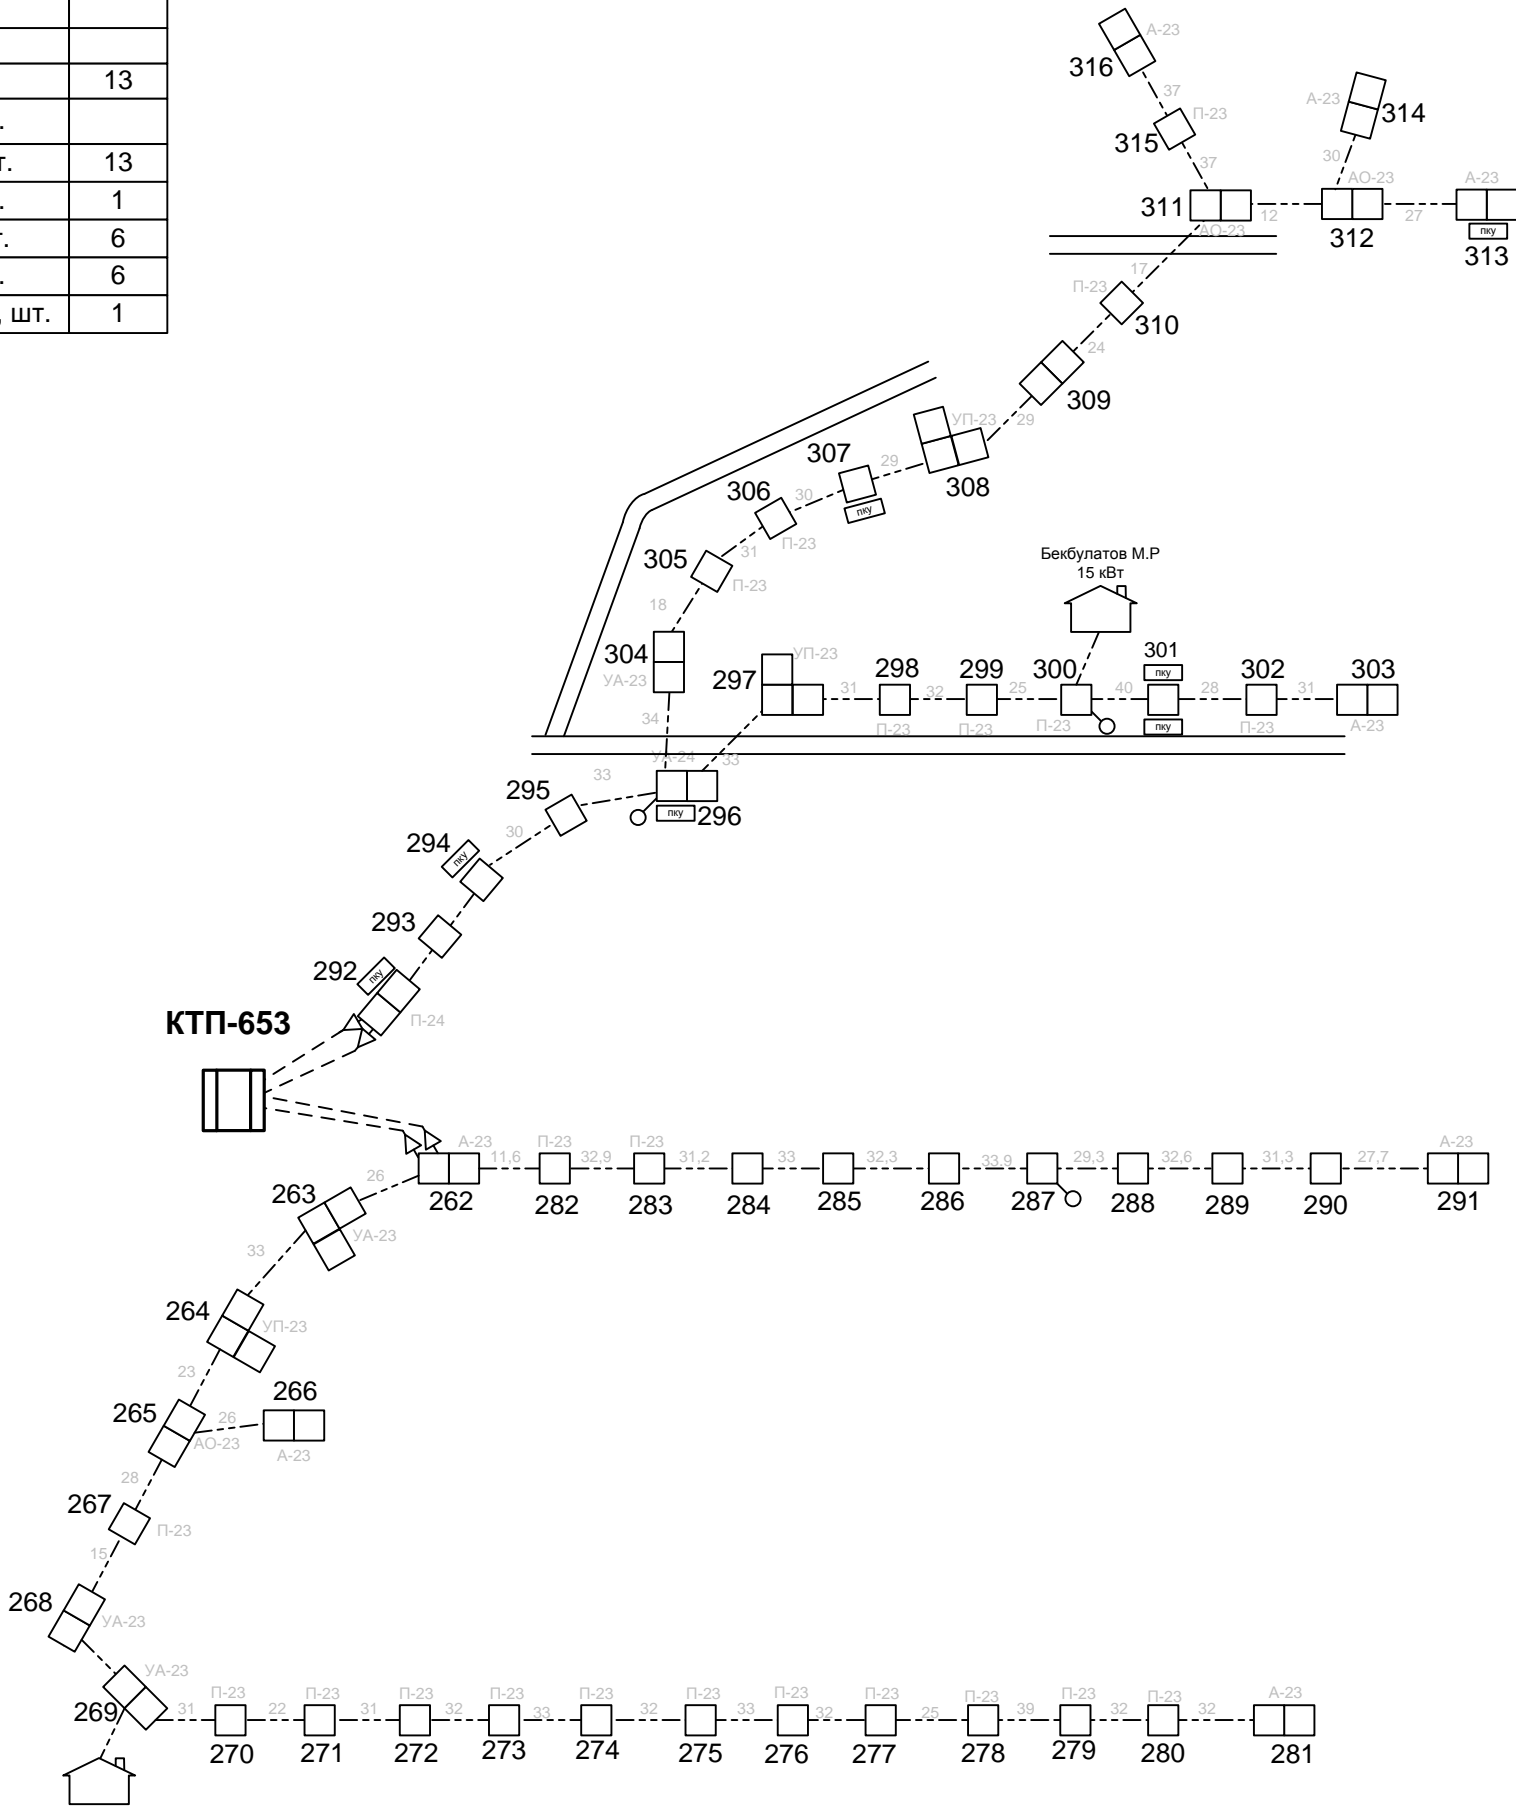 13
.
т.
13
.
1
т.
6
.
6
, шт.
1
А-23
316
37
П-23
315
37
А-23
314
30
311
АО-23
12
АО-23
312
27
А-23
пку
313
17
П-23
310
24
309
29
УП-23
308
29
307
пку
306
30
П-23
31
305
П-23
18
304
УА-23
34
Бекбулатов М.Р
15 кВт
УП-23
297
31
298
П-23
32
299
П-23
25
300
П-23
40
301
пку
пку
28
302
П-23
31
303
А-23
УА-24
33
33
295
пку
296
30
294
пку
293
292
пку
П-24
КТП-653
А-23
262
11,6
П-23
282
32,9
П-23
283
31,2
284
33
285
32,3
286
33,9
287
29,3
288
32,6
289
31,3
290
27,7
А-23
291
26
263
УА-23
33
264
УП-23
23
265
АО-23
26
266
А-23
28
267
П-23
15
268
УА-23
УА-23
269
31
П-23
270
22
П-23
271
31
П-23
272
32
П-23
273
33
П-23
274
32
П-23
275
33
П-23
276
32
П-23
277
25
П-23
278
39
П-23
279
32
П-23
280
32
А-23
281